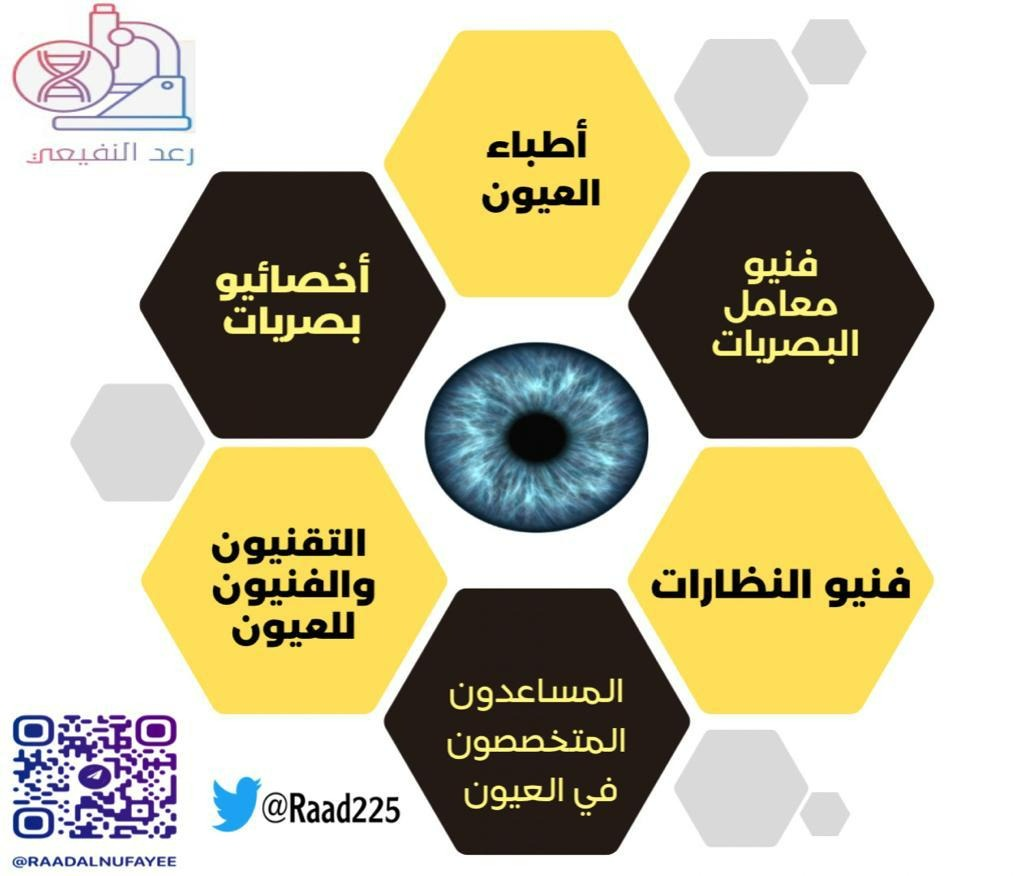 رعد النفيعي
أطباء
العيون
فنيو
معامل
البصريات
أخصائيو
بصريات
فنيو النظارات
التقنيون
والفنيون
للعيون
المساعدون
المتخصصون
في العيون
@Raad225
@RAADALNUFAYEE